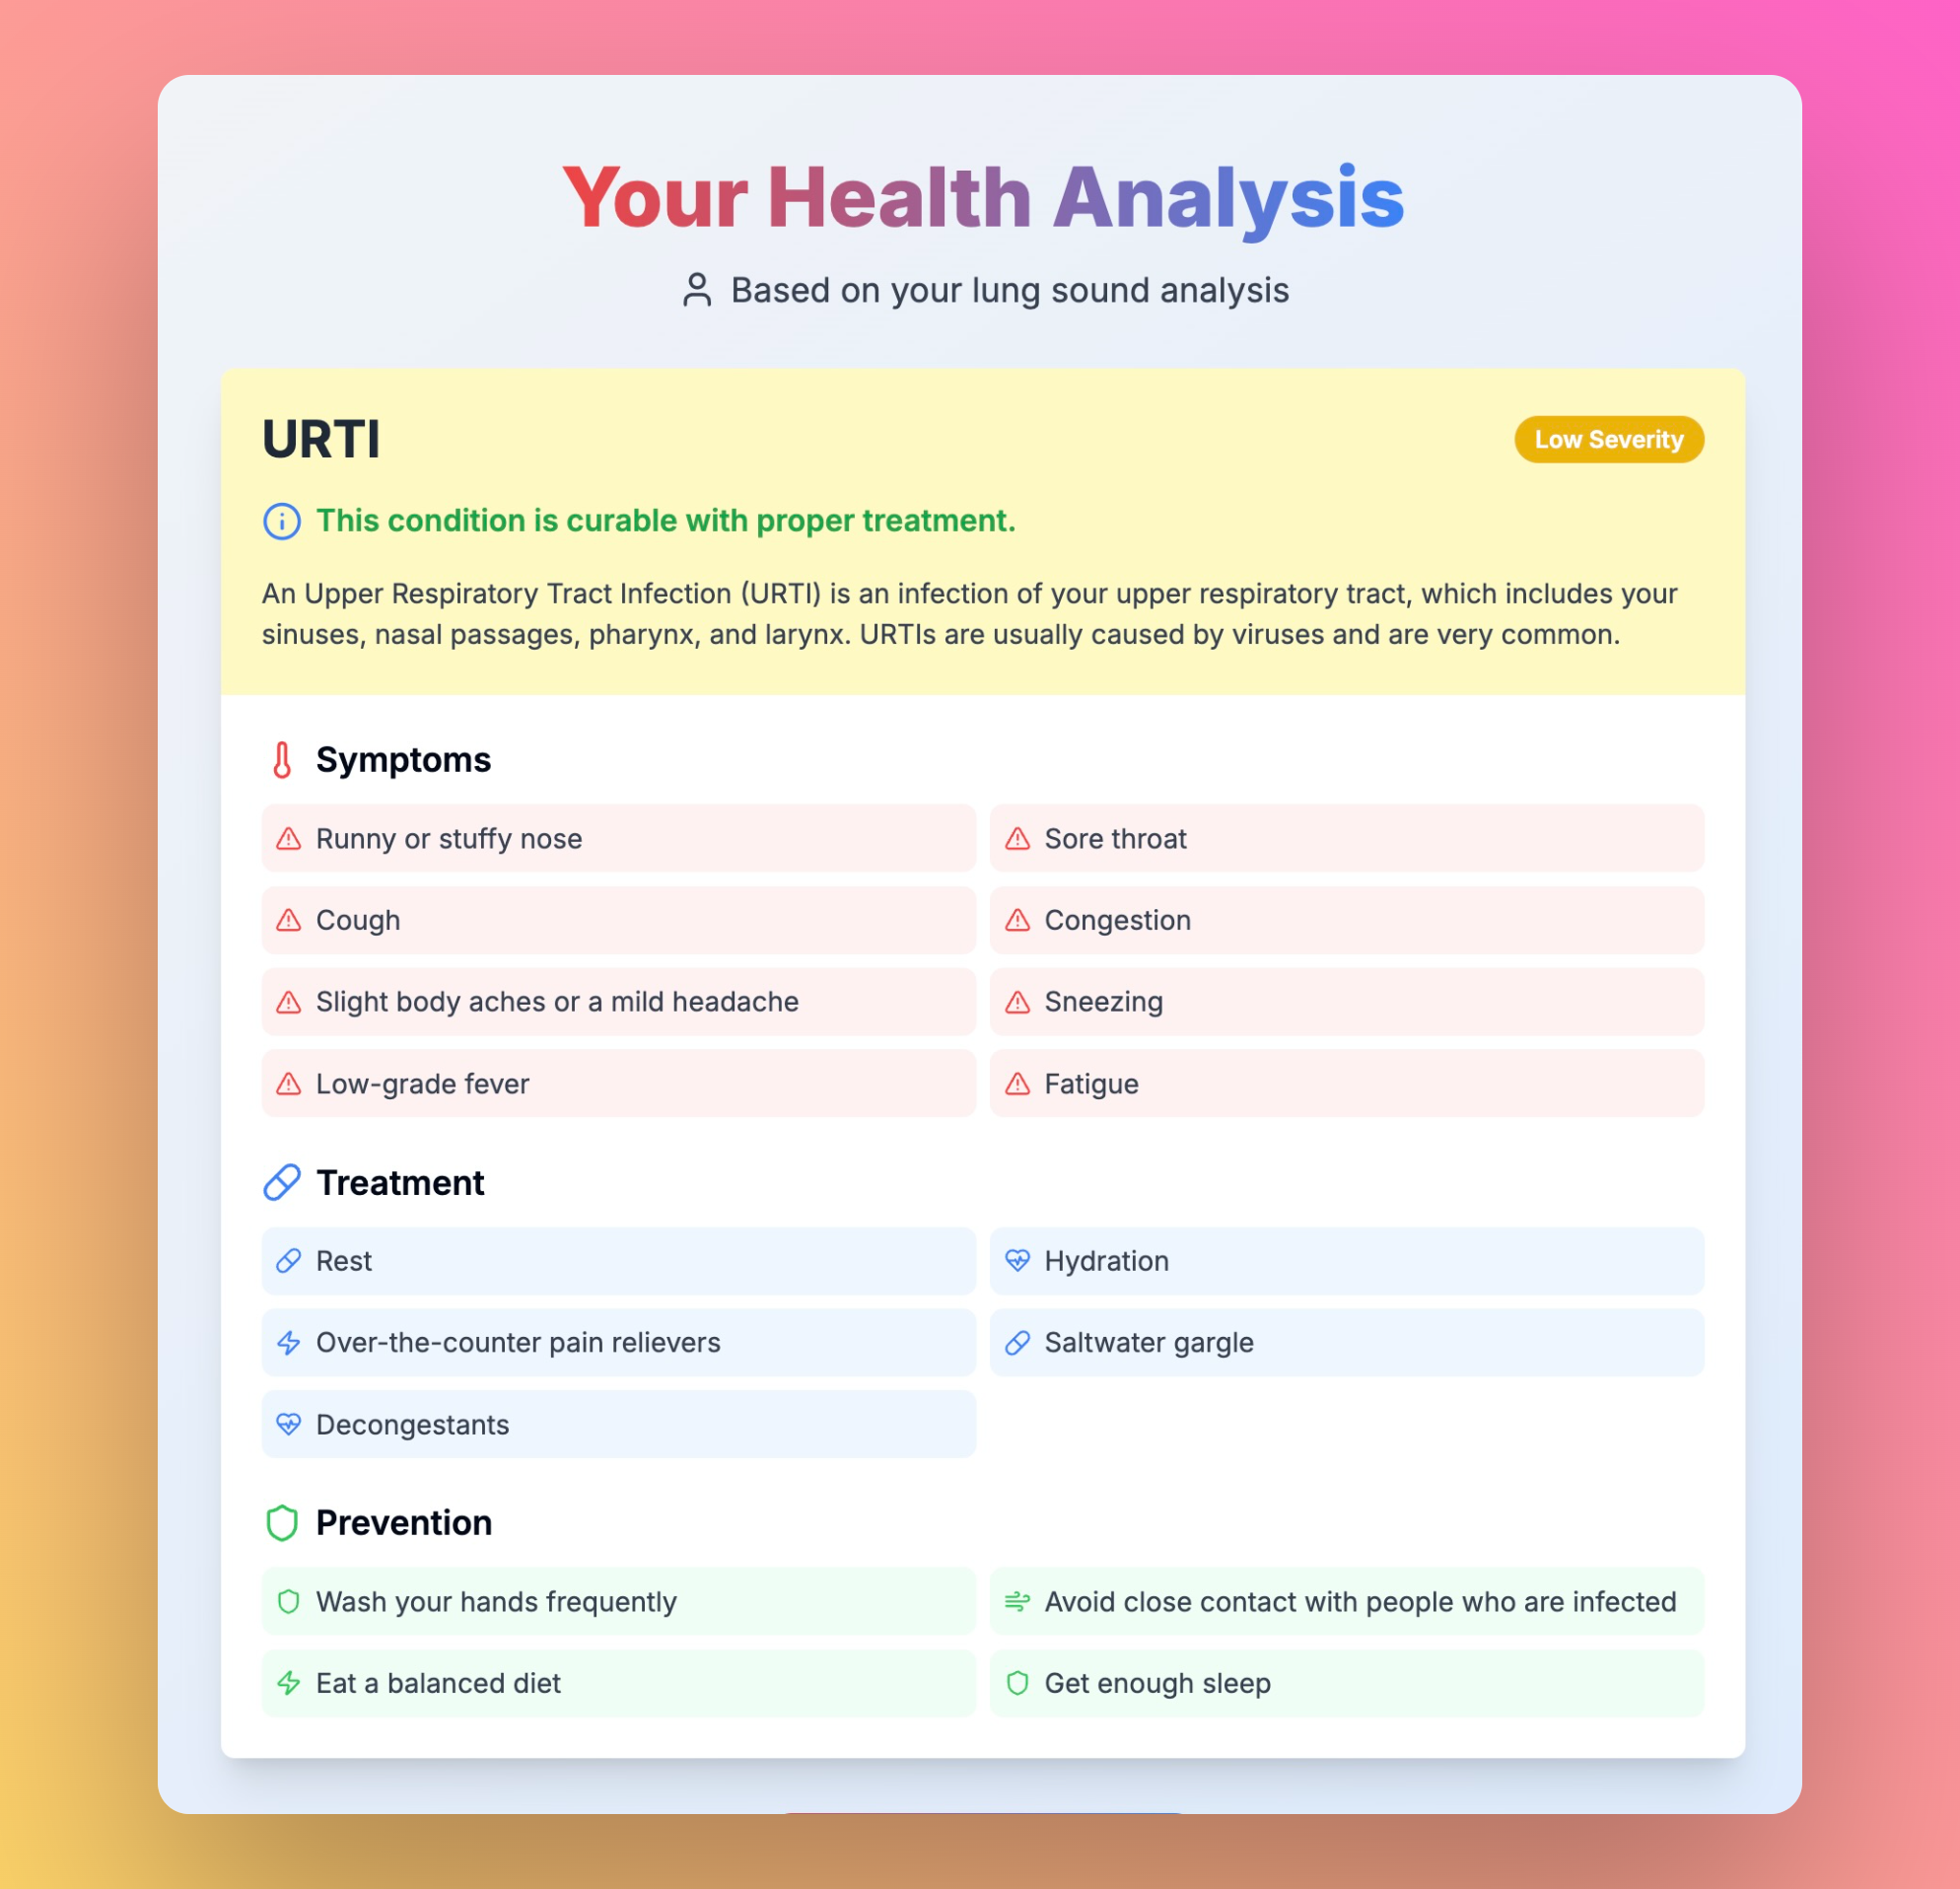 Your Health Analysis
Based on your lung sound analysis
URTI
Low Severity
This condition is curable with proper treatment.
An Upper Respiratory Tract Infection (URTI) is an infection of your upper respiratory tract, which includes your
sinuses, nasal passages, pharynx, and larynx. URTIs are usually caused by viruses and are very common.
Symptoms
Runny or stuffy nose
Sore throat
Cough
Congestion
Slight body aches or a mild headache
Sneezing
Low-grade fever
Fatigue
Treatment
Rest
Hydration
Over-the-counter pain relievers
Saltwater gargle
Decongestants
Prevention
Wash your hands frequently
Avoid close contact with people who are infected
Eat a balanced diet
Get enough sleep